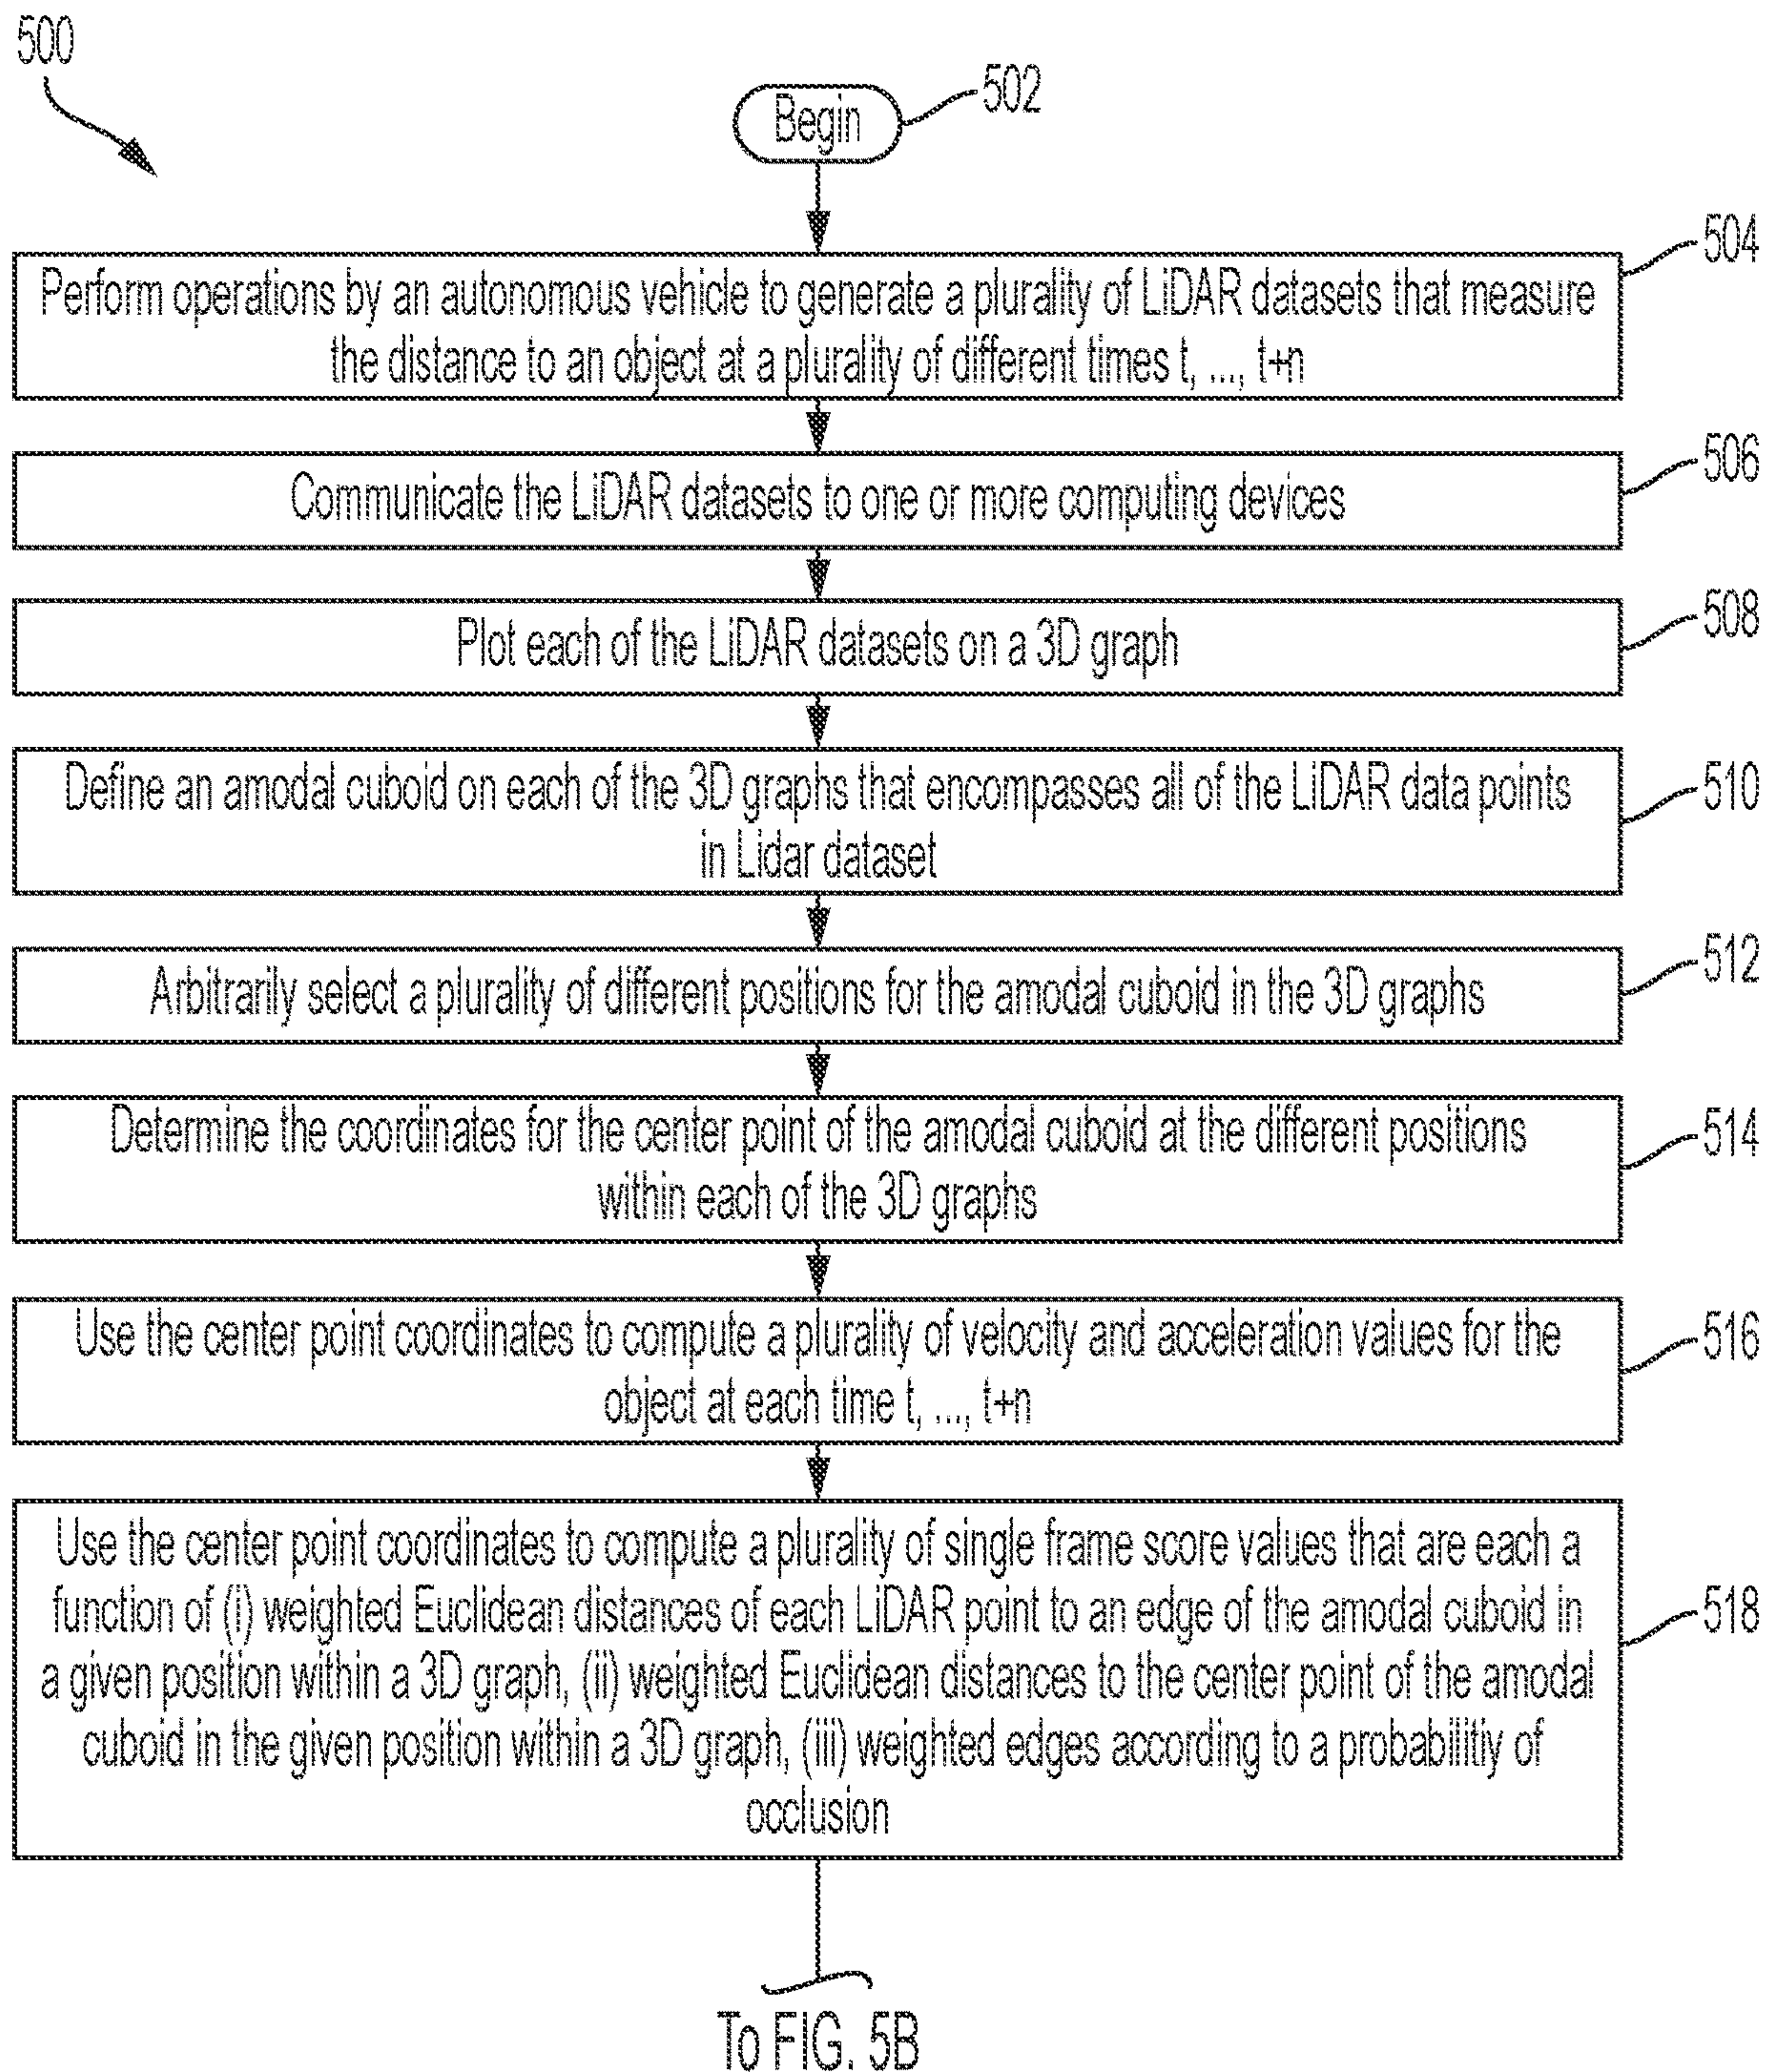 500
Begin
502
504
Perform operations by an autonomous vehicle to generate a plurality of LiDAR datasets that measure
the distance to an object at a plurality of different times t, ..., t+n
506
Communicate the LiDAR datasets to one or more computing devices
508
Plot each of the LiDAR datasets on a 3D graph
510
Define an amodal cuboid on each of the 3D graphs that encompasses all of the LiDAR data points
in Lidar dataset
512
Arbitrarily select a plurality of different positions for the amodal cuboid in the 3D graphs
514
Determine the coordinates for the center point of the amodal cuboid at the different positions
within each of the 3D graphs
516
Use the center point coordinates to compute a plurality of velocity and acceleration values for the
object at each time t, ..., t+n
518
Use the center point coordinates to compute a plurality of single frame score values that are each a
function of (i) weighted Euclidean distances of each LiDAR point to an edge of the amodal cuboid in
a given position within a 3D graph, (ii) weighted Euclidean distances to the center point of the amodal
cuboid in the given position within a 3D graph, (iii) weighted edges according to a probabilitiy of
occlusion
To FIG. 5B